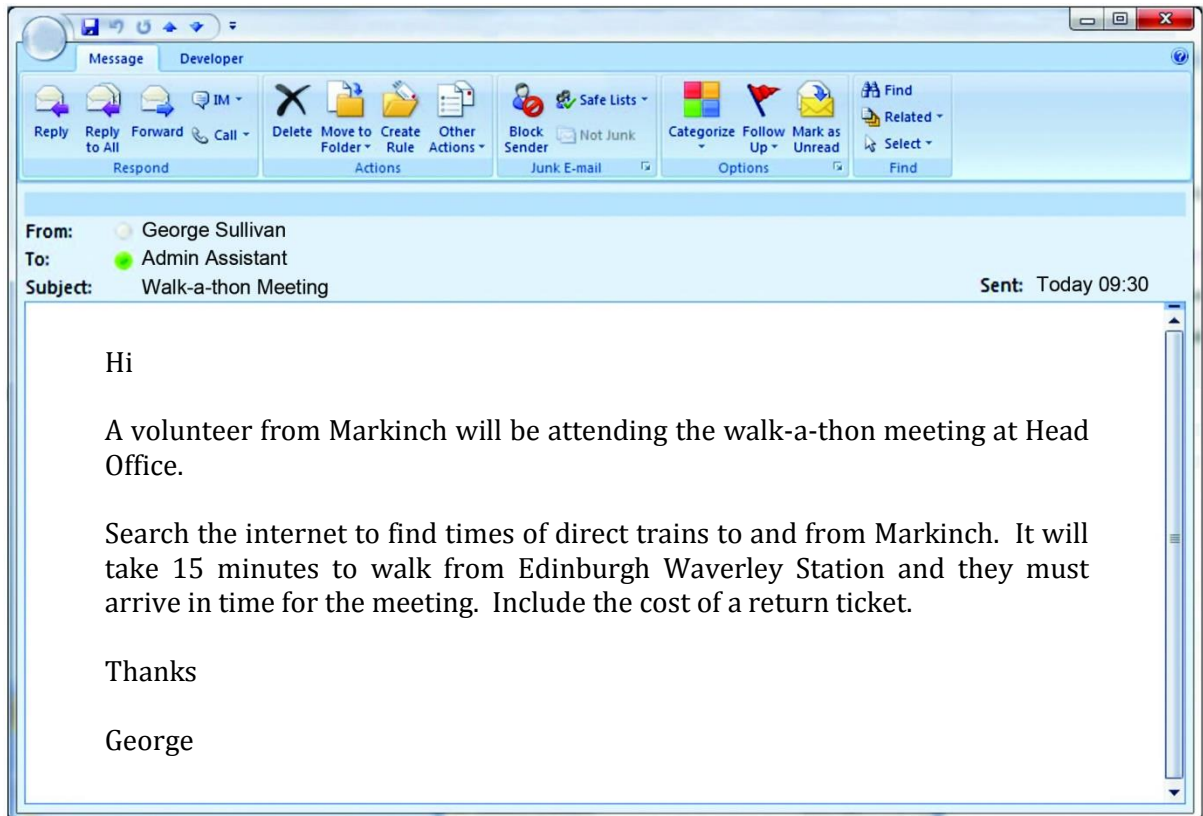 Message Developer
Reply Reply to All Forward IM Call Delete Move to Folder Create Rule Other Actions Block Sender Safe Lists Not Junk Categorize Follow Up Mark as Unread Find Related Select
Respond Actions Junk E-mail Options Find
From: George Sullivan
To: Admin Assistant
Subject: Walk-a-thon Meeting Sent: Today 09:30
Hi
A volunteer from Markinch will be attending the walk-a-thon meeting at Head
Office.
Search the internet to find times of direct trains to and from Markinch. It will
take 15 minutes to walk from Edinburgh Waverley Station and they must
arrive in time for the meeting. Include the cost of a return ticket.
Thanks
George